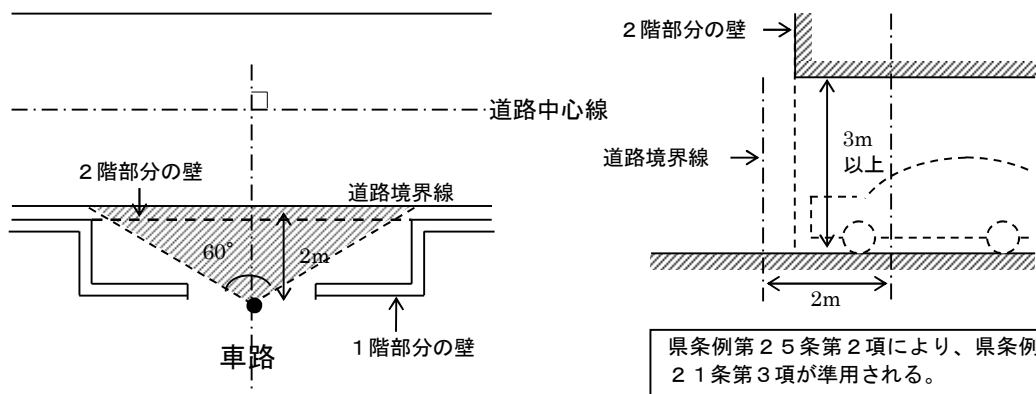 道路中心線
２階部分の壁
道路境界線
60°
2m
車路
１階部分の壁
２階部分の壁
道路境界線
3m
以上
2m
県条例第２５条第２項により、県条例
２１条第３項が準用される。